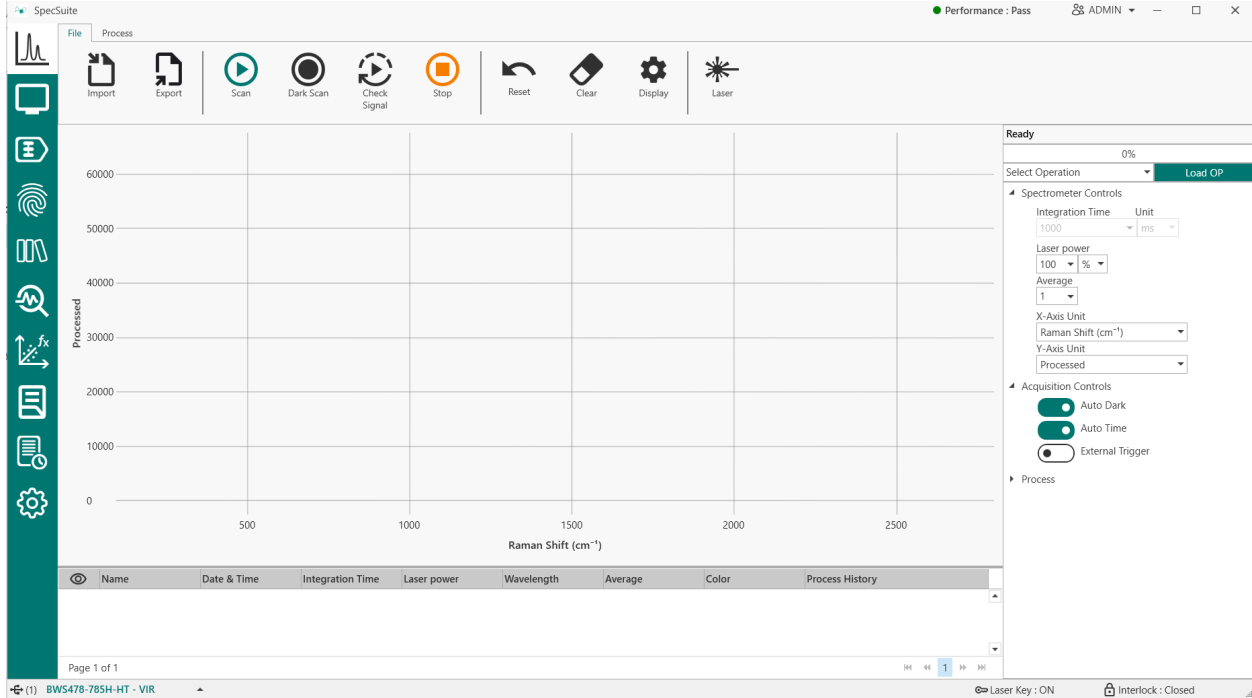 SpecSuite
Performance : Pass
ADMIN
File Process
Import Export Scan Dark Scan Check Signal Stop Reset Clear Display Laser
Ready
0%
Select Operation Load OP
Spectrometer Controls
Integration Time Unit
1000 ms
Laser power
100 %
Average
1
X-Axis Unit
Raman Shift (cm⁻¹)
Y-Axis Unit
Processed
Acquisition Controls
Auto Dark
Auto Time
External Trigger
Process
Processed
60000
50000
40000
30000
20000
10000
0
500 1000 1500 2000 2500
Raman Shift (cm⁻¹)
Name Date & Time Integration Time Laser power Wavelength Average Color Process History
Page 1 of 1
1
(1) BWS478-785H-HT - VIR
Laser Key : ON
Interlock : Closed